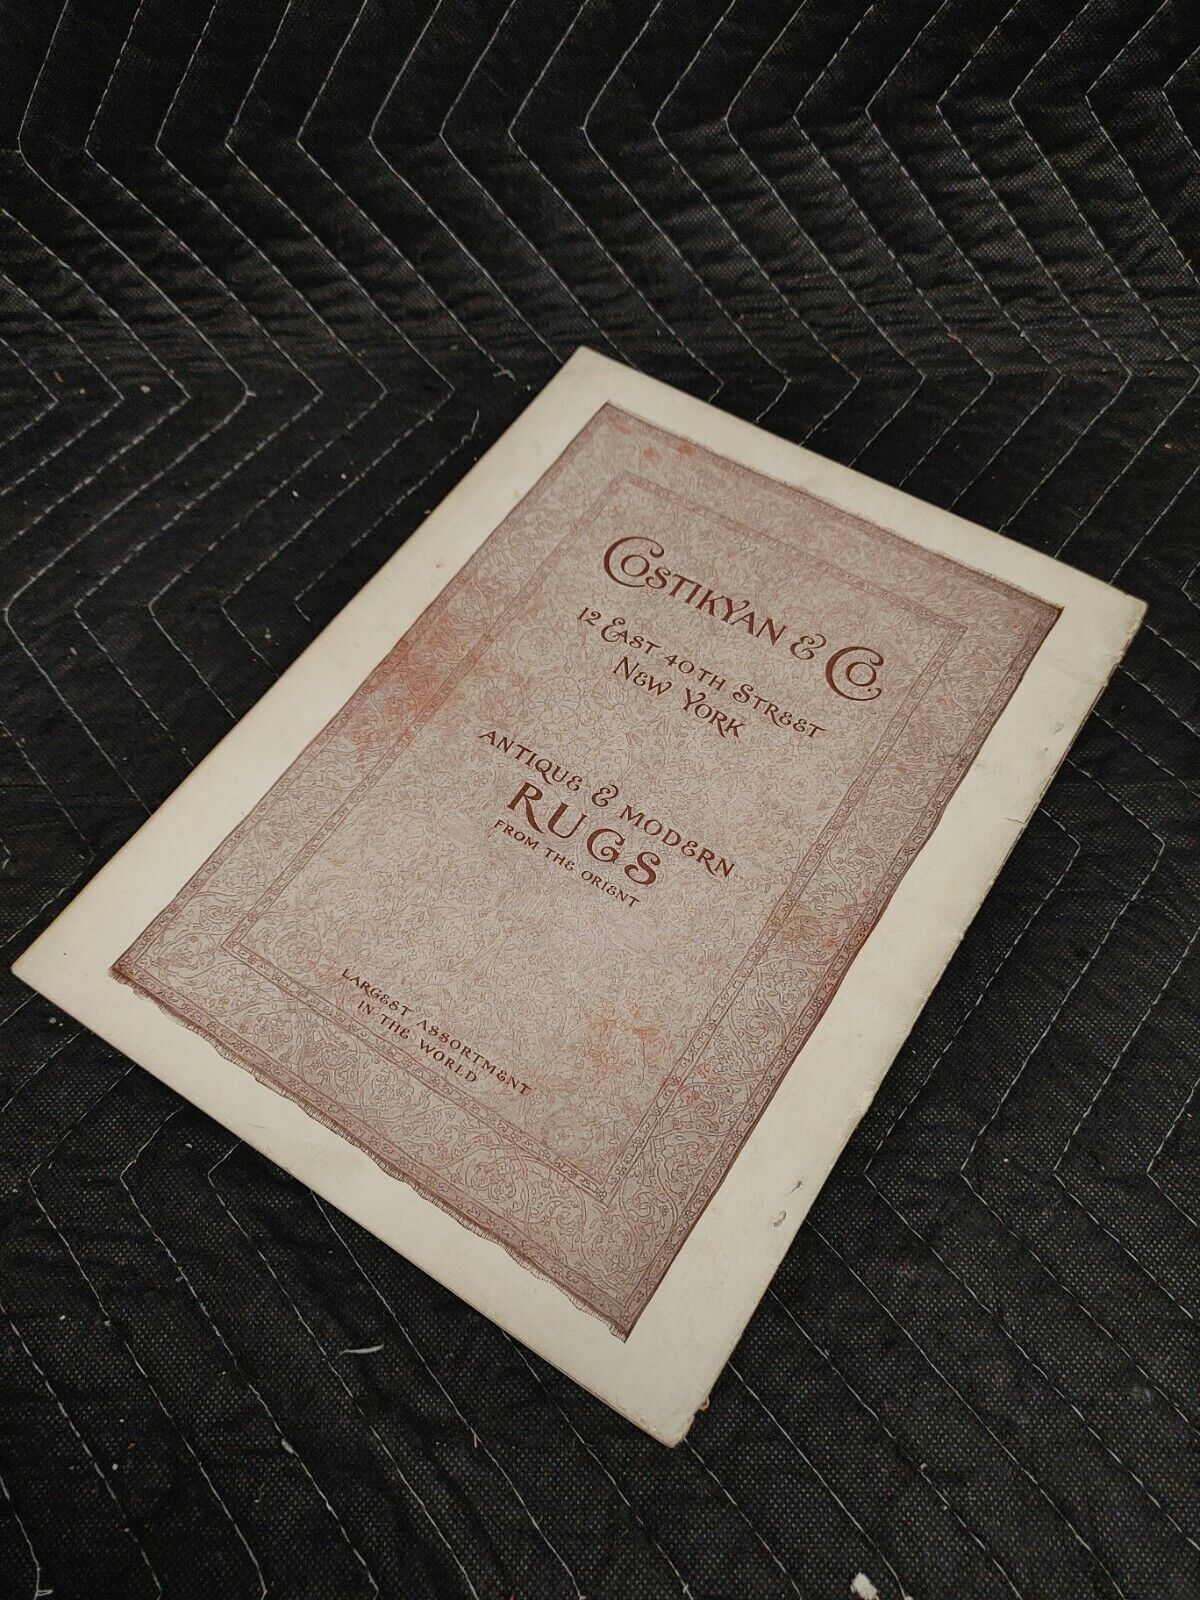 Costikyan & Co.
12 East 40th Street
New York
Antique & Modern
Rugs
from the Orient
Largest Assortment
in the World